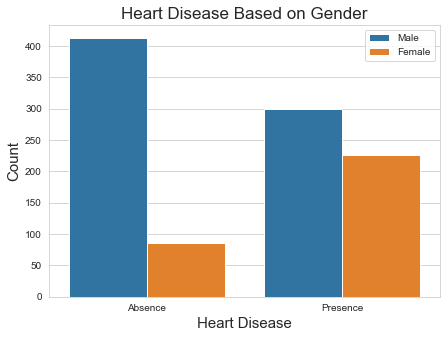 Heart Disease Based on Gender
Male
Female
Count
400
350
300
250
200
150
100
50
0
Absence
Presence
Heart Disease